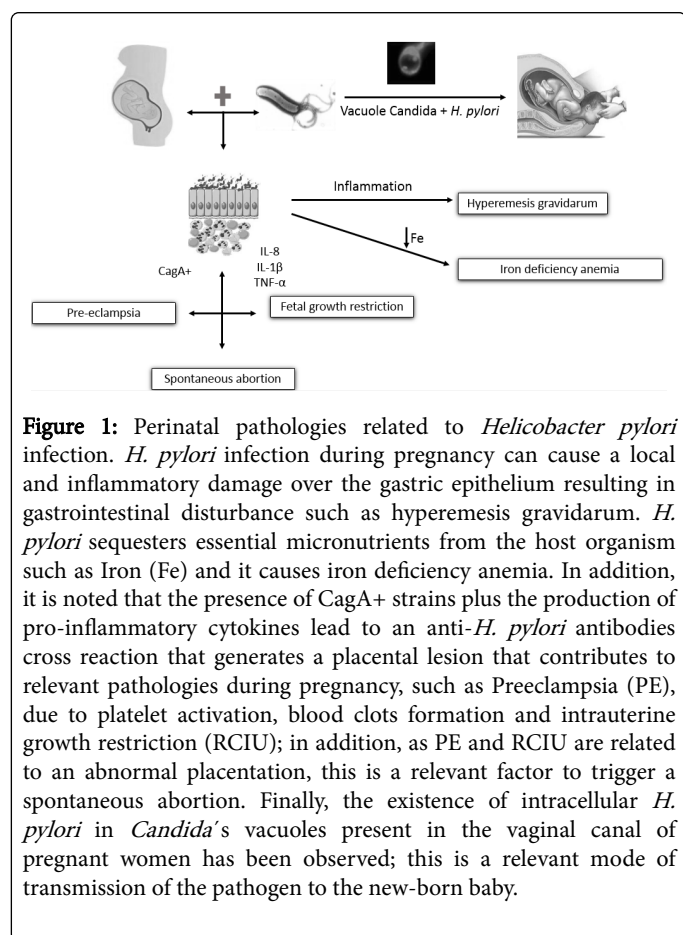 Vacuole Candida + H. pylori
Inflammation
Hyperemesis gravidarum
Fe
Iron deficiency anemia
CagA+
IL-8
IL-1β
TNF-α
Pre-eclampsia
Fetal growth restriction
Spontaneous abortion
Figure 1: Perinatal pathologies related to Helicobacter pylori
infection. H. pylori infection during pregnancy can cause a local
and inflammatory damage over the gastric epithelium resulting in
gastrointestinal disturbance such as hyperemesis gravidarum. H.
pylori sequesters essential micronutrients from the host organism
such as Iron (Fe) and it causes iron deficiency anemia. In addition,
it is noted that the presence of CagA+ strains plus the production of
pro-inflammatory cytokines lead to an anti-H. pylori antibodies
cross reaction that generates a placental lesion that contributes to
relevant pathologies during pregnancy, such as Preeclampsia (PE),
due to platelet activation, blood clots formation and intrauterine
growth restriction (RCIU); in addition, as PE and RCIU are related
to an abnormal placentation, this is a relevant factor to trigger a
spontaneous abortion. Finally, the existence of intracellular H.
pylori in Candida´s vacuoles present in the vaginal canal of
pregnant women has been observed; this is a relevant mode of
transmission of the pathogen to the new-born baby.